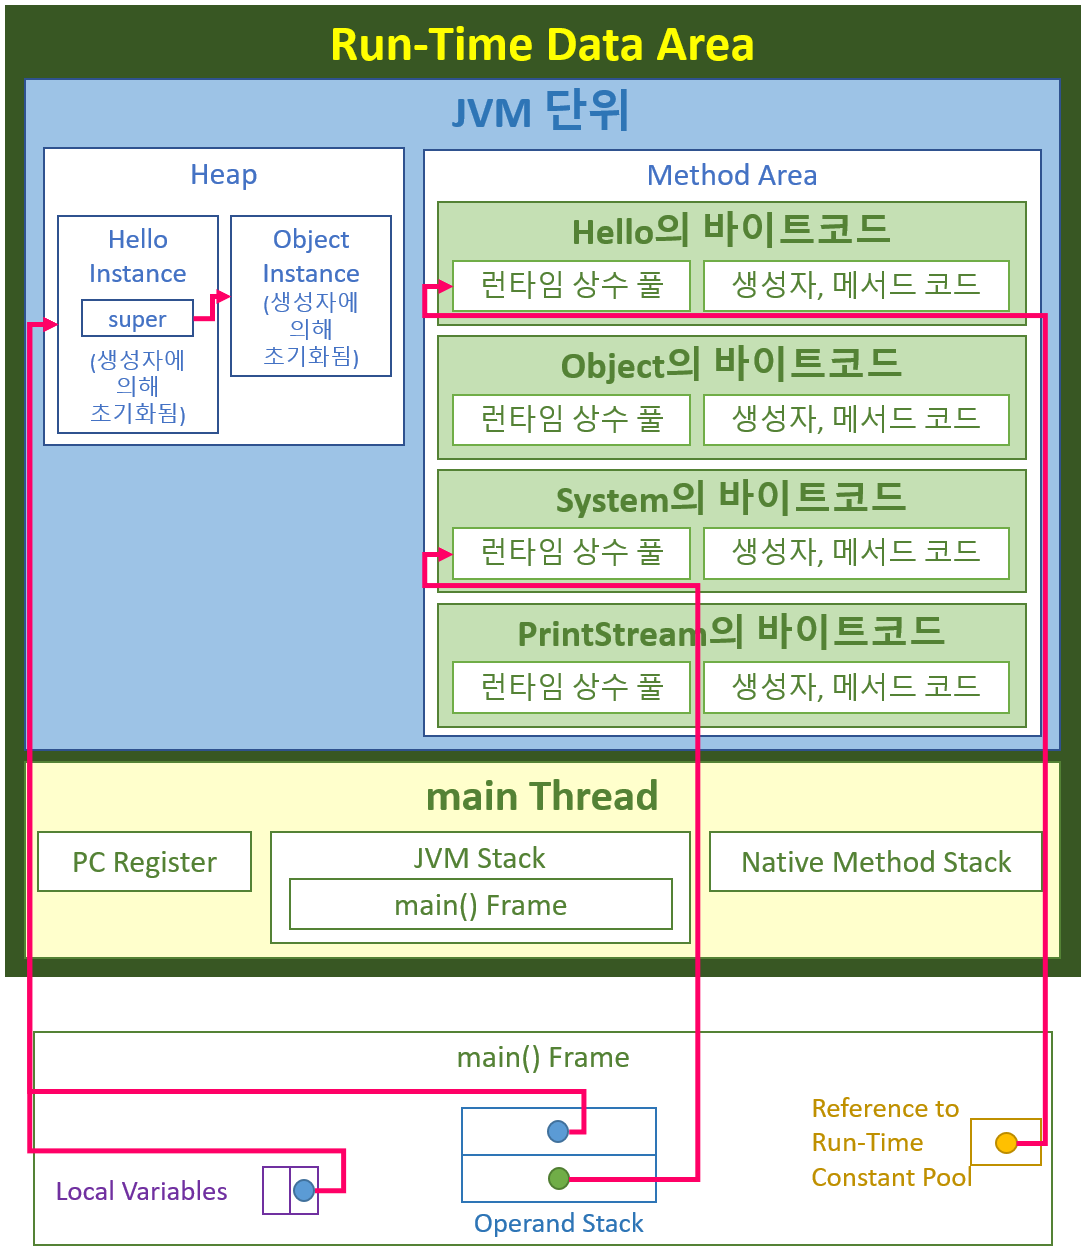 Run-Time Data Area
JVM 단위
Heap
Hello
Instance
super
(생성자에
의해
초기화됨)
Object
Instance
(생성자에
의해
초기화됨)
Method Area
Hello의 바이트코드
런타임 상수 풀
생성자, 메서드 코드
Object의 바이트코드
런타임 상수 풀
생성자, 메서드 코드
System의 바이트코드
런타임 상수 풀
생성자, 메서드 코드
PrintStream의 바이트코드
런타임 상수 풀
생성자, 메서드 코드
main Thread
PC Register
JVM Stack
main() Frame
Native Method Stack
main() Frame
Local Variables
Operand Stack
Reference to
Run-Time
Constant Pool